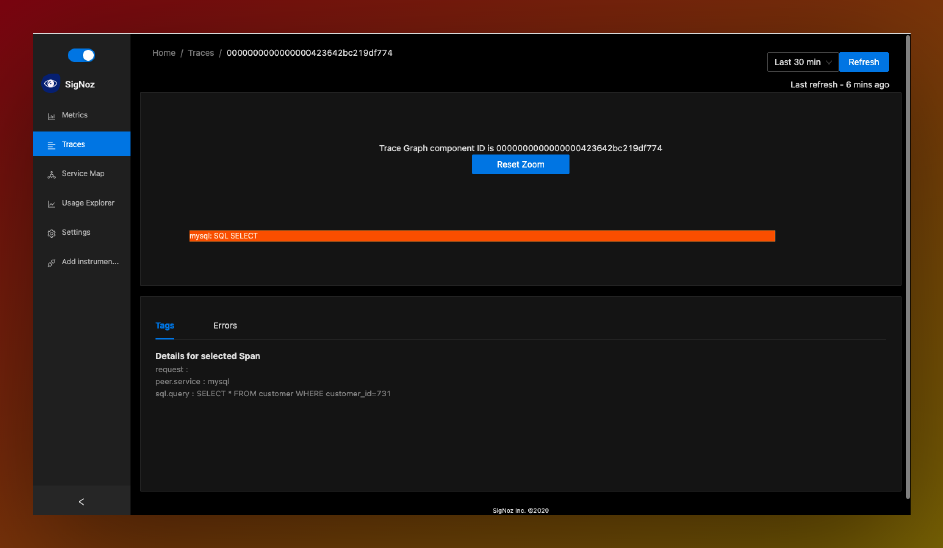 Home / Traces / 0000000000000000423642bc219df774
Last 30 min
Refresh
Last refresh - 6 mins ago
SigNoz
Metrics
Traces
Service Map
Usage Explorer
Settings
Add instrumen...
Trace Graph component ID is 0000000000000000423642bc219df774
Reset Zoom
mysql: SQL SELECT
Tags
Errors
Details for selected Span
request :
peer.service : mysql
sql.query : SELECT * FROM customer WHERE customer_id=731
SigNoz Inc. ©2020